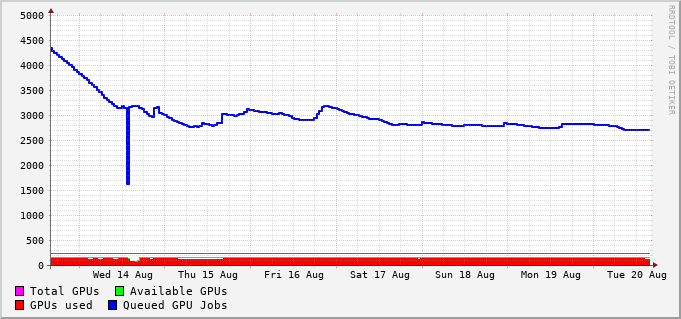 RRDTOOL / TOBI OETIKER
5000
4500
4000
3500
3000
2500
2000
1500
1000
500
0
Wed 14 Aug Thu 15 Aug Fri 16 Aug Sat 17 Aug Sun 18 Aug Mon 19 Aug Tue 20 Aug
Total GPUs Available GPUs
GPUs used Queued GPU Jobs